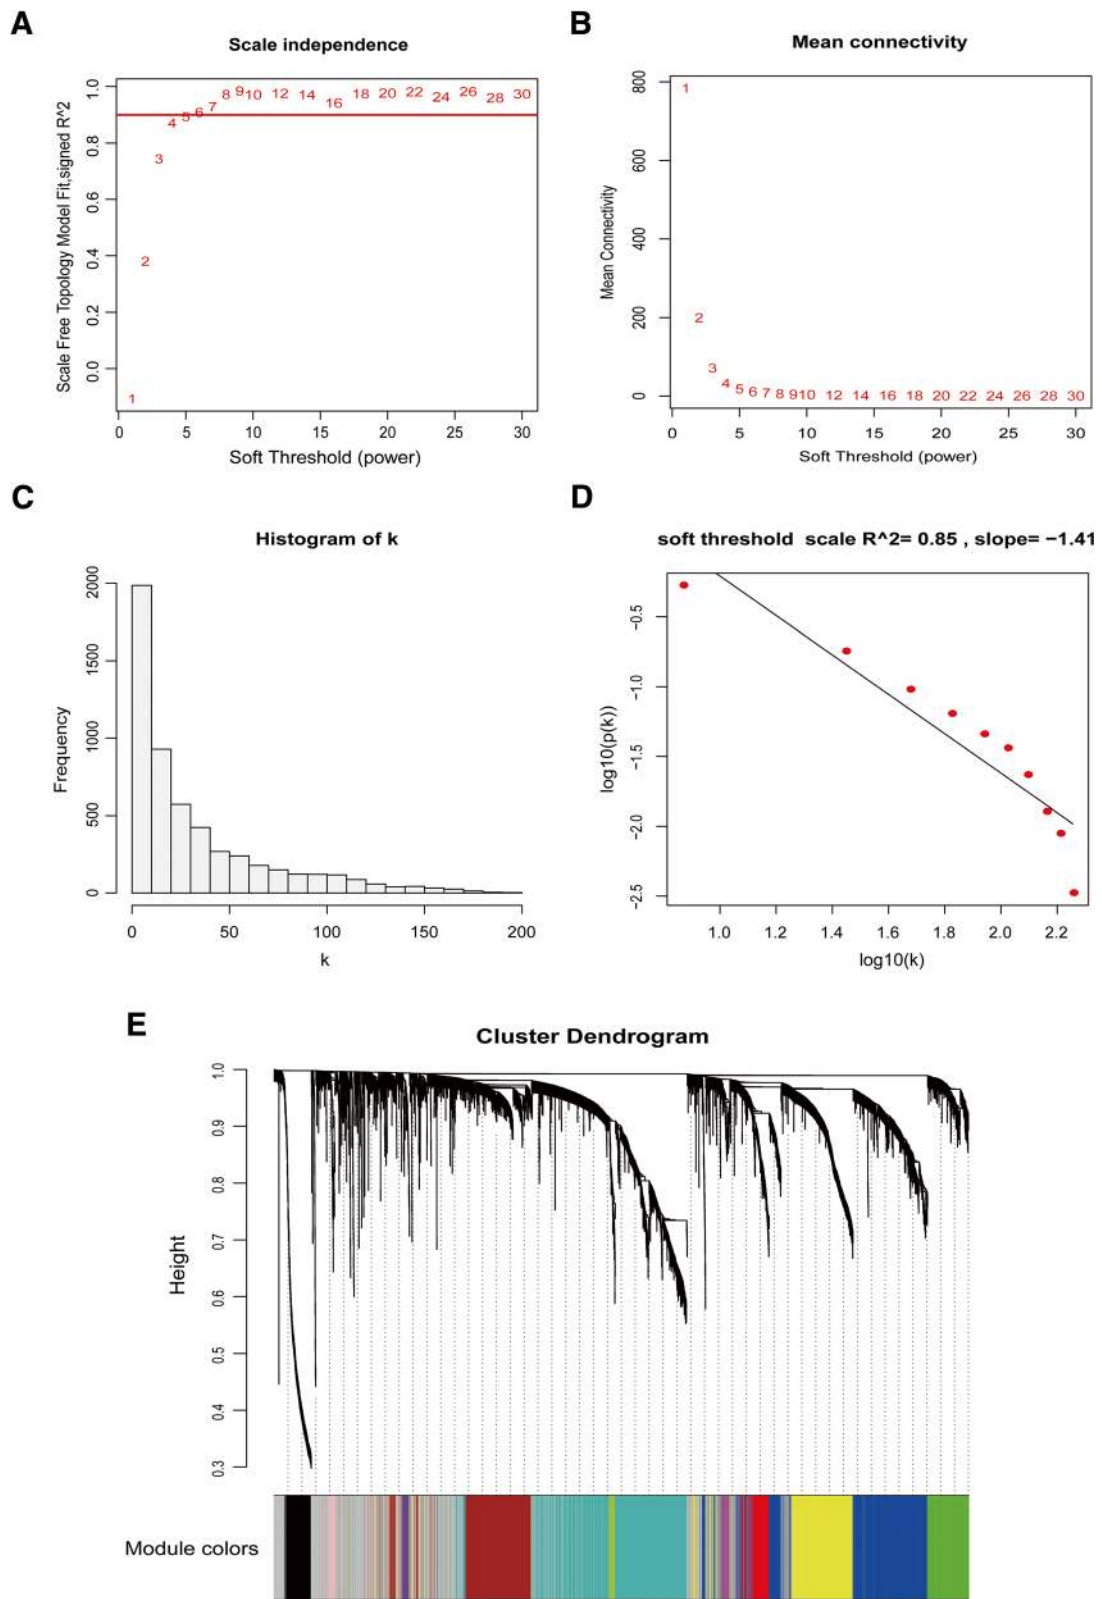 A
Scale independence
Scale Free Topology Model Fit,signed R^2
1.0
0.8
0.6
0.4
0.2
0.0
1
2
3
4
5
6
7
8
9
10
12
14
16
18
20
22
24
26
28
30
0 5 10 15 20 25 30
Soft Threshold (power)
B
Mean connectivity
Mean Connectivity
800
600
400
200
0
1
2
3
4
5
6
7
8
9
10
12
14
16
18
20
22
24
26
28
30
0 5 10 15 20 25 30
Soft Threshold (power)
C
Histogram of k
Frequency
2000
1500
1000
500
0
0 50 100 150 200
k
D
soft threshold scale R^2= 0.85 , slope= −1.41
log10(p(k))
−0.5
−1.0
−1.5
−2.0
−2.5
1.0 1.2 1.4 1.6 1.8 2.0 2.2
log10(k)
E
Cluster Dendrogram
Height
1.0
0.9
0.8
0.7
0.6
0.5
0.4
0.3
Module colors